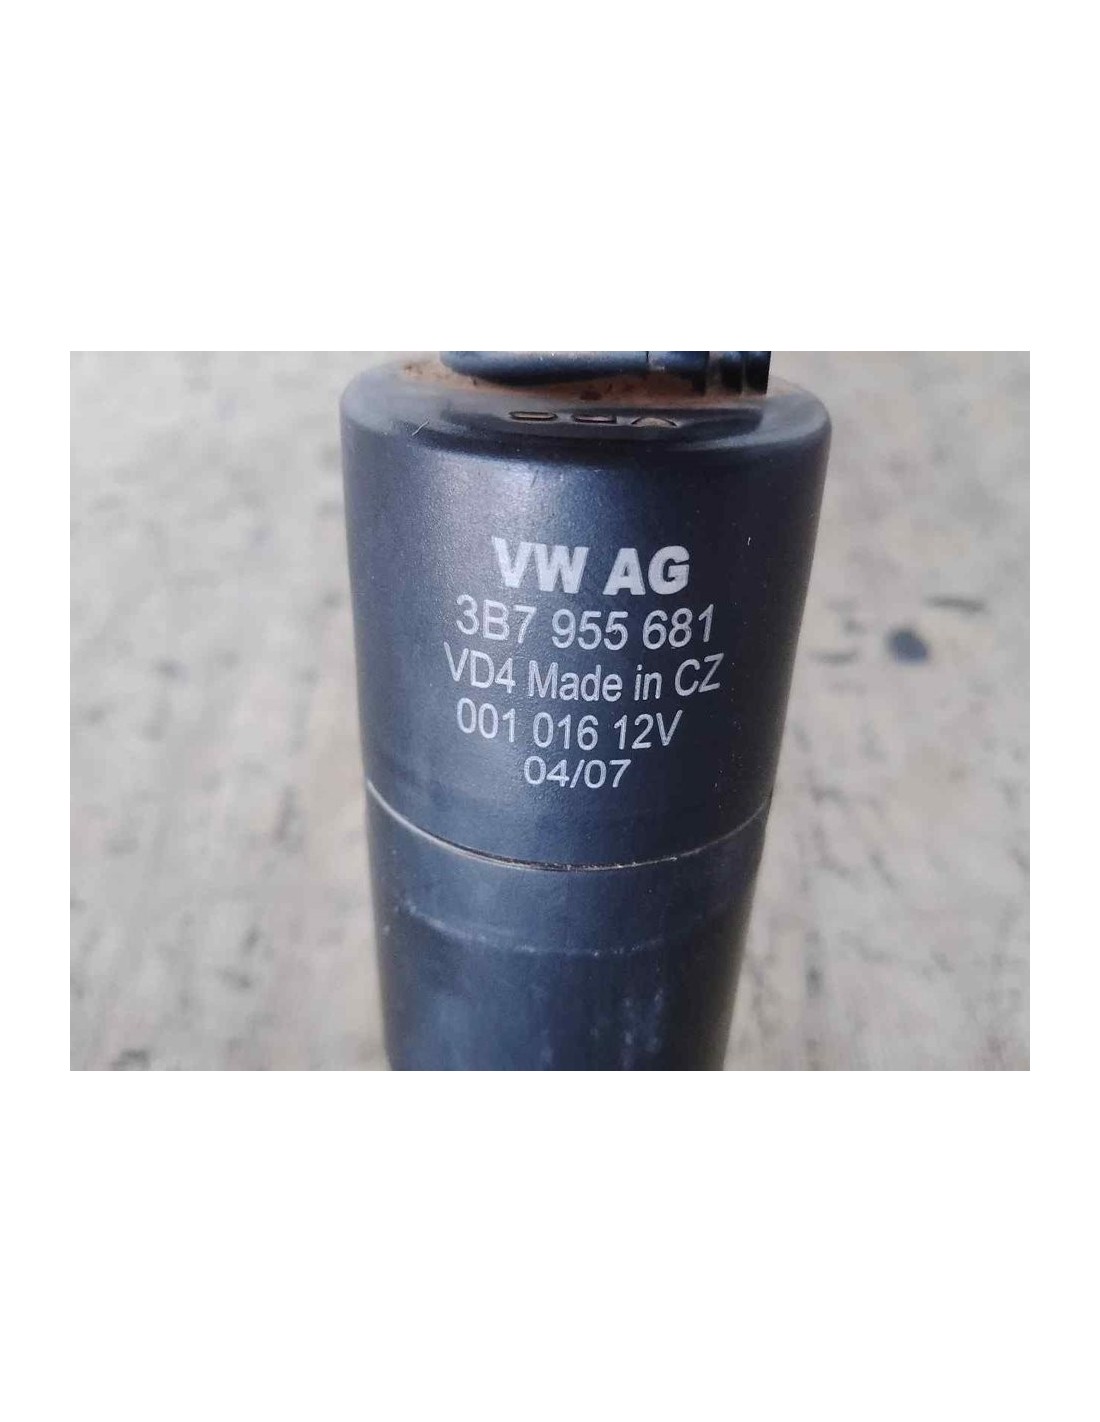 VW AG
3B7 955 681
VD4 Made in CZ
001 016 12V
04/07